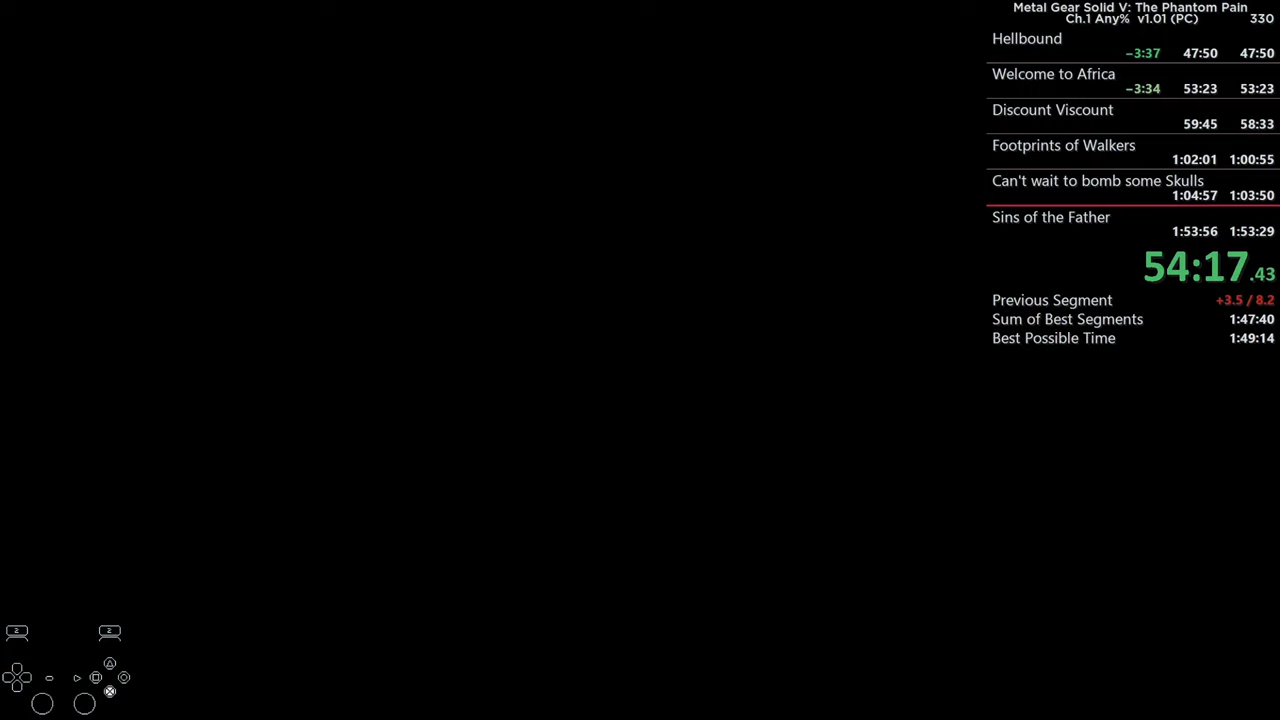 Metal Gear Solid V: The Phantom Pain
Ch.1 Any% v1.01 (PC) 330
Hellbound
−3:37 47:50 47:50
Welcome to Africa
−3:34 53:23 53:23
Discount Viscount
59:45 58:33
Footprints of Walkers
1:02:01 1:00:55
Can't wait to bomb some Skulls
1:04:57 1:03:50
Sins of the Father
1:53:56 1:53:29
54:17.43
Previous Segment +3.5 / 8.2
Sum of Best Segments 1:47:40
Best Possible Time 1:49:14
2 2